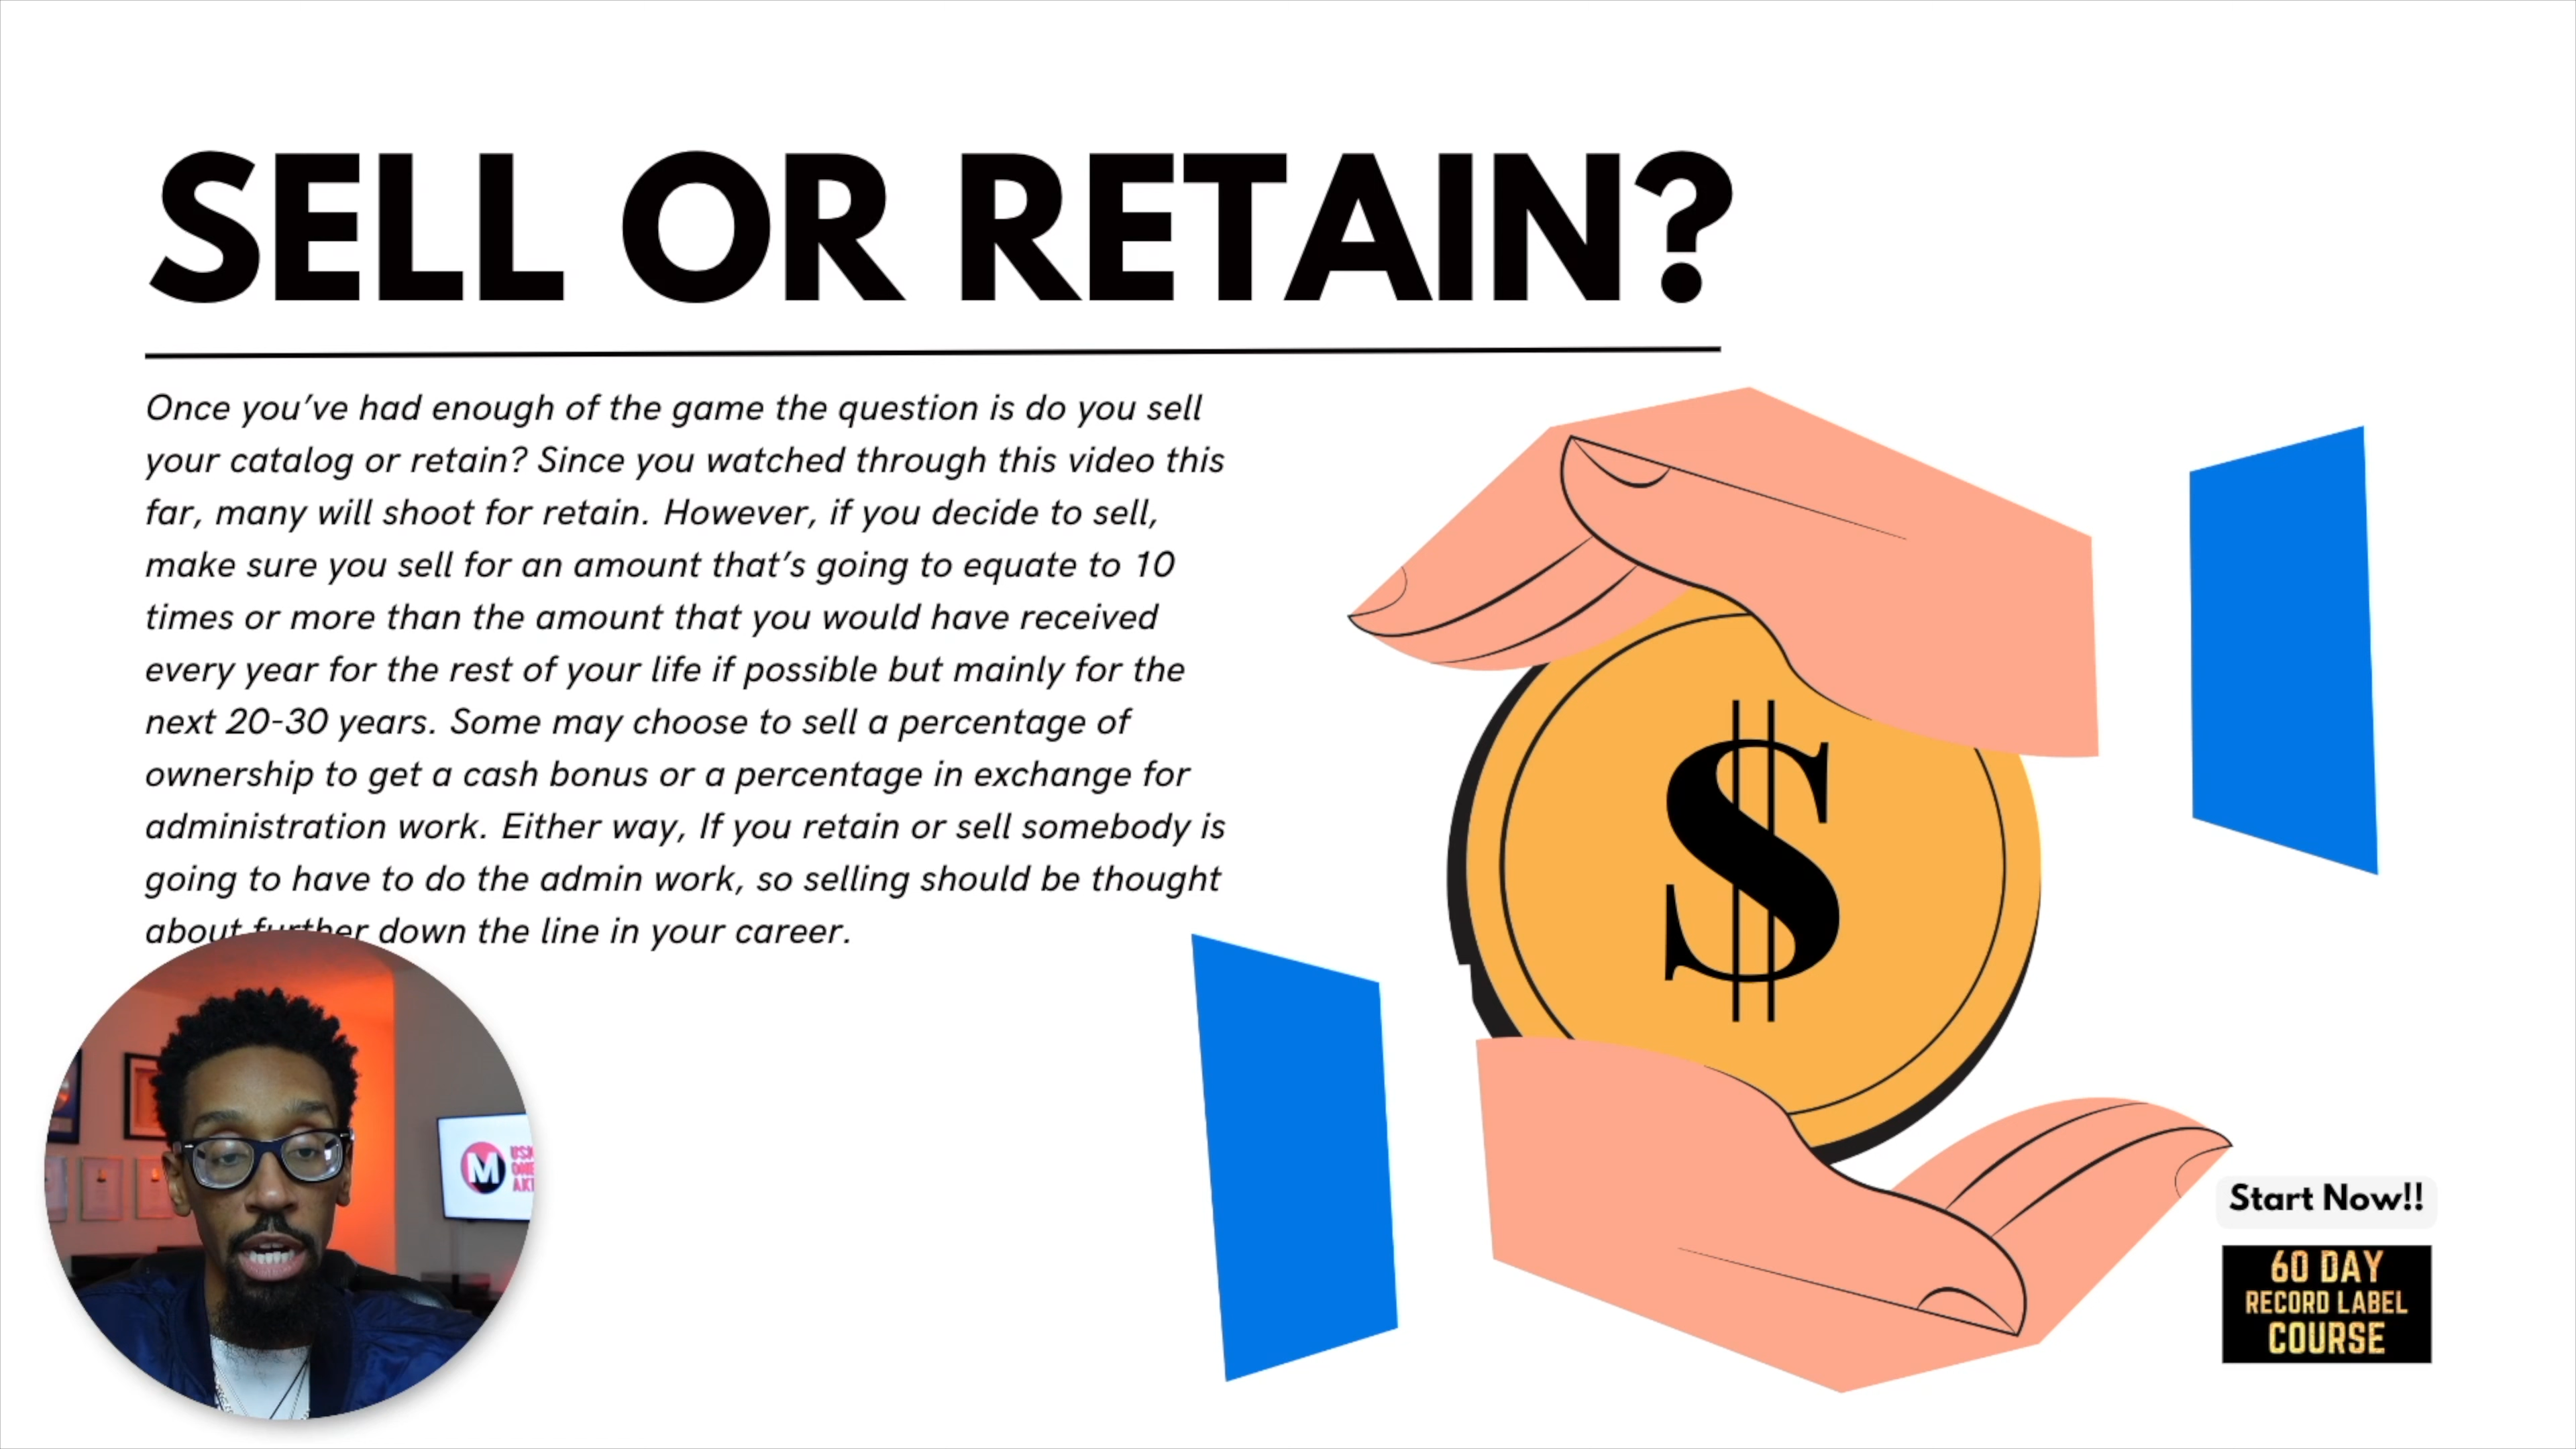 SELL OR RETAIN?
Once you’ve had enough of the game the question is do you sell
your catalog or retain? Since you watched through this video this
far, many will shoot for retain. However, if you decide to sell,
make sure you sell for an amount that’s going to equate to 10
times or more than the amount that you would have received
every year for the rest of your life if possible but mainly for the
next 20-30 years. Some may choose to sell a percentage of
ownership to get a cash bonus or a percentage in exchange for
administration work. Either way, If you retain or sell somebody is
going to have to do the admin work, so selling should be thought
about further down the line in your career.
$
M
Start Now!!
60 DAY
RECORD LABEL
COURSE